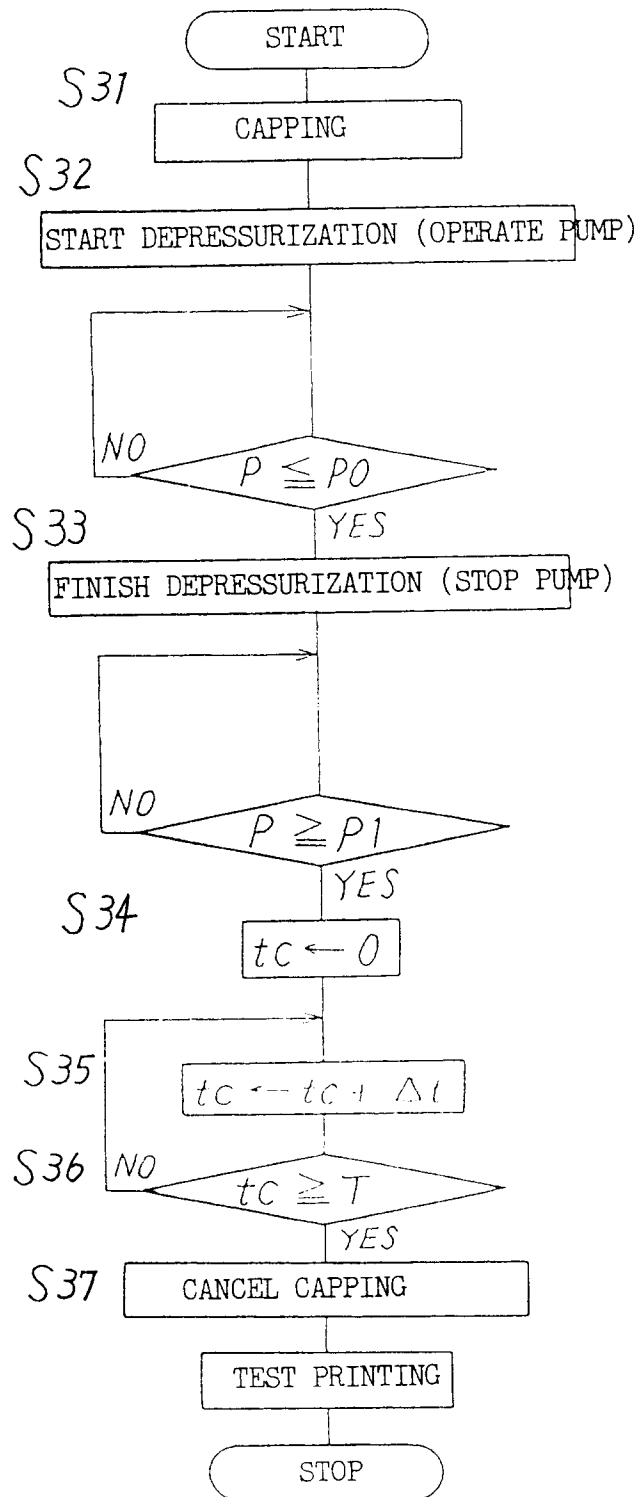 START
S31
CAPPING
S32
START DEPRESSURIZATION (OPERATE PUMP)
NO
P ≦ P0
YES
S33
FINISH DEPRESSURIZATION (STOP PUMP)
NO
P ≧ P1
YES
S34
tc ← 0
S35
tc ← tc + Δt
S36
NO
tc ≧ T
YES
S37
CANCEL CAPPING
TEST PRINTING
STOP